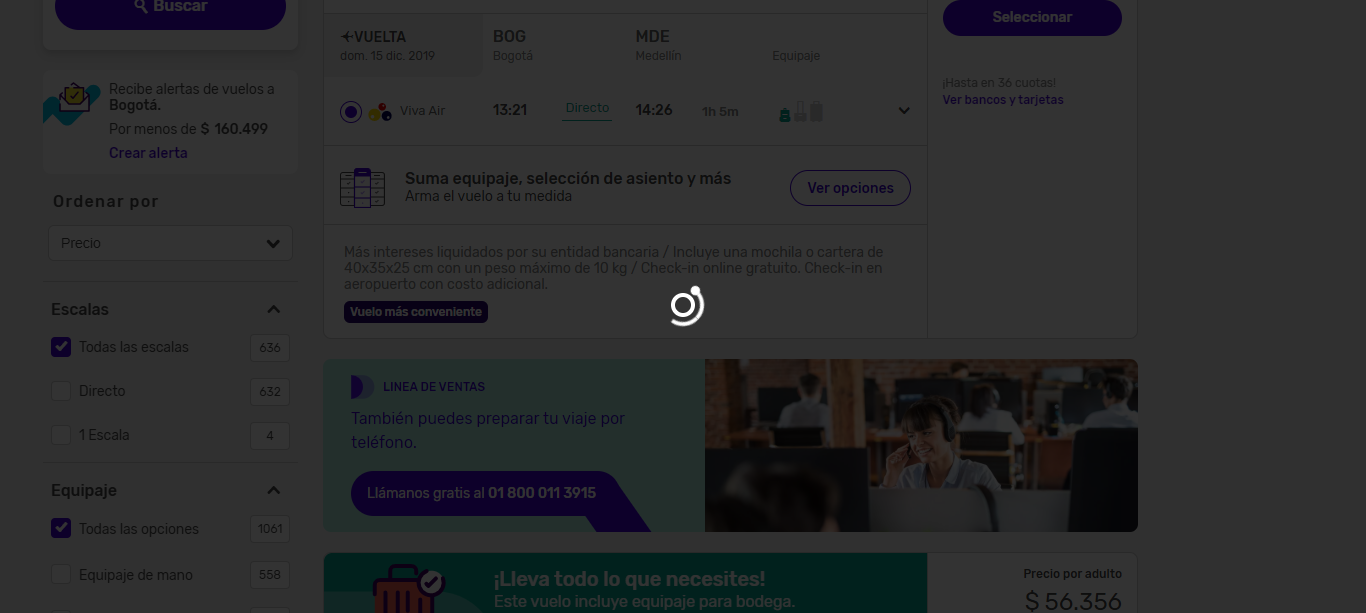 Buscar
Recibe alertas de vuelos a
Bogotá.
Por menos de $ 160.499
Crear alerta
Ordenar por
Precio
Escalas
Todas las escalas 636
Directo 632
1 Escala 4
Equipaje
Todas las opciones 1061
Equipaje de mano 558
VUELTA BOG MDE
dom. 15 dic. 2019 Bogotá Medellín Equipaje
Viva Air 13:21 Directo 14:26 1h 5m
Suma equipaje, selección de asiento y más
Arma el vuelo a tu medida
Ver opciones
Más intereses liquidados por su entidad bancaria / Incluye una mochila o cartera de
40x35x25 cm con un peso máximo de 10 kg / Check-in online gratuito. Check-in en
aeropuerto con costo adicional.
Vuelo más conveniente
Seleccionar
¡Hasta en 36 cuotas!
Ver bancos y tarjetas
LINEA DE VENTAS
También puedes preparar tu viaje por
teléfono.
Llámanos gratis al 01 800 011 3915
¡Lleva todo lo que necesites!
Este vuelo incluye equipaje para bodega.
Precio por adulto
$ 56.356